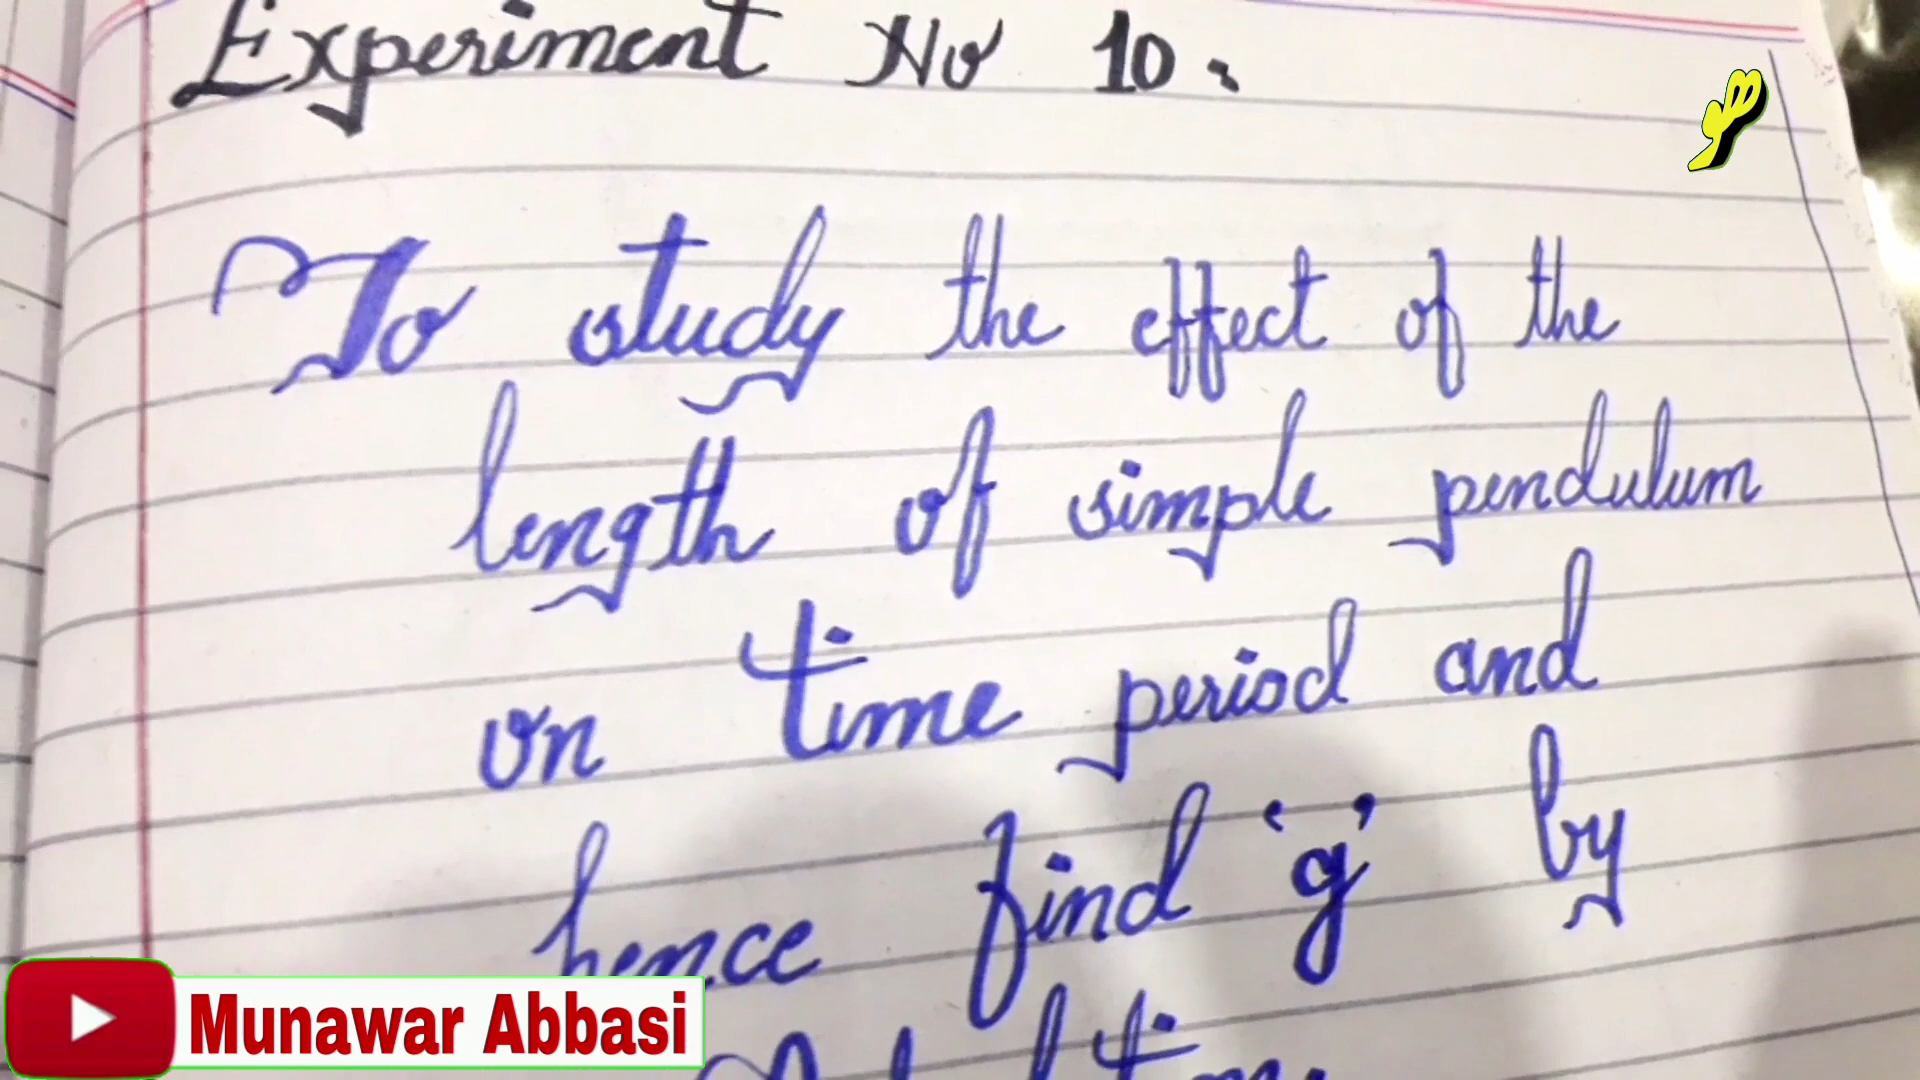 Experiment No 10:
To study the effect of the
length of simple pendulum
on time period and
hence find 'g' by
Munawar Abbasi